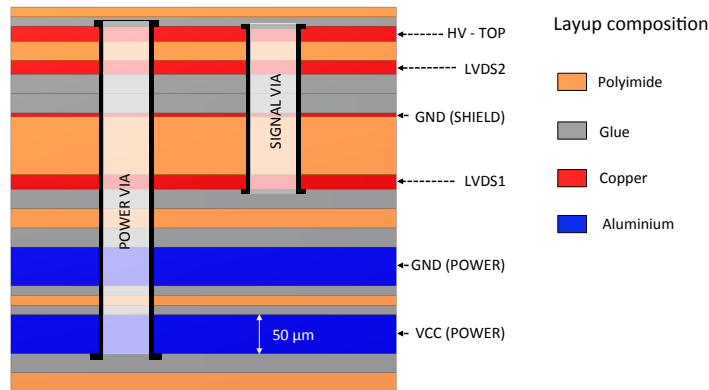 Layup composition
HV - TOP
LVDS2
GND (SHIELD)
LVDS1
GND (POWER)
VCC (POWER)
POWER VIA
SIGNAL VIA
50 μm
Polyimide
Glue
Copper
Aluminium